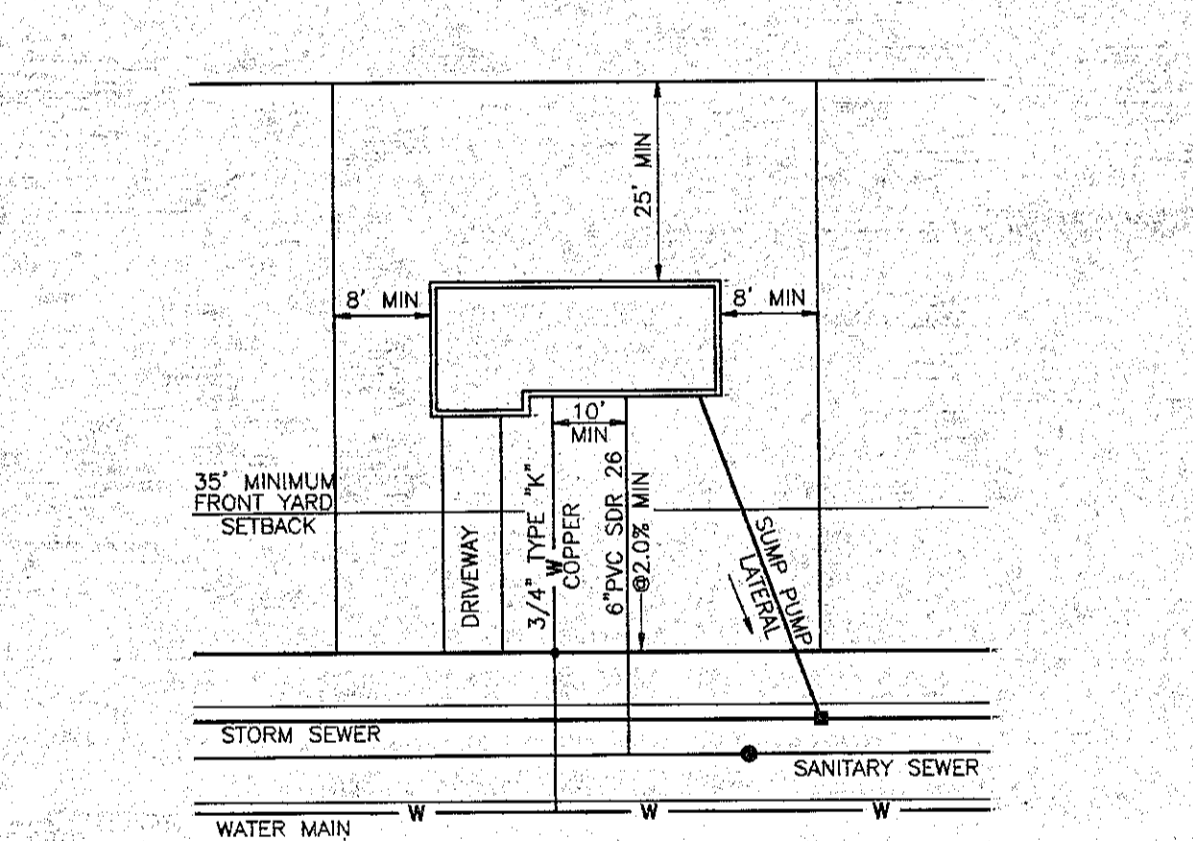 25' MIN
8' MIN
8' MIN
10'
MIN
35' MINIMUM
FRONT YARD
SETBACK
DRIVEWAY
3/4" TYPE "K"
W
COPPER
6"PVC SDR 26
@2.0% MIN
SUMP PUMP
LATERAL
STORM SEWER
SANITARY SEWER
W W W
WATER MAIN